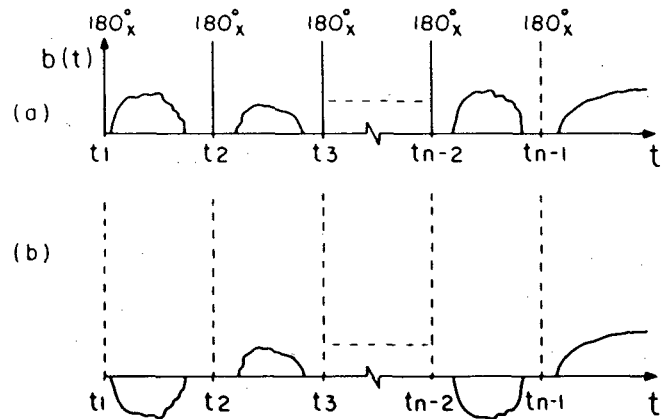 180°x 180°x 180°x 180°x 180°x
b(t)
(a)
t1 t2 t3 tn-2 tn-1 t
(b)
t1 t2 t3 tn-2 tn-1 t